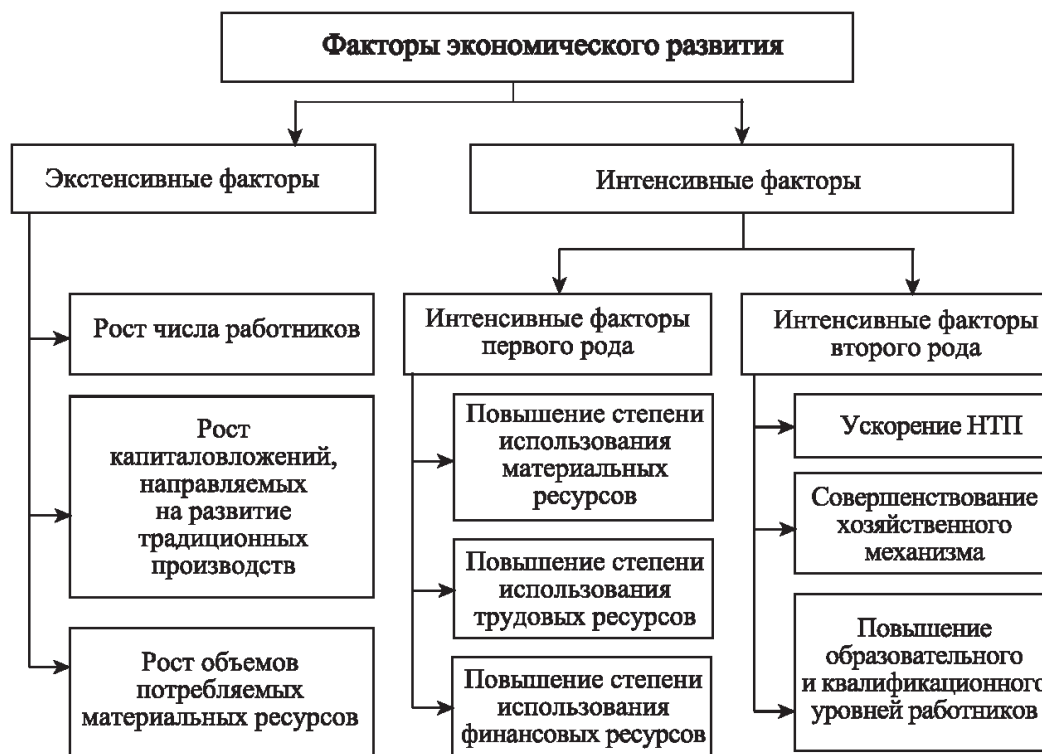 Факторы экономического развития
Экстенсивные факторы
Интенсивные факторы
Рост числа работников
Рост
капиталовложений,
направляемых
на развитие
традиционных
производств
Рост объемов
потребляемых
материальных ресурсов
Интенсивные факторы
первого рода
Повышение степени
использования
материальных
ресурсов
Повышение степени
использования
трудовых ресурсов
Повышение степени
использования
финансовых ресурсов
Интенсивные факторы
второго рода
Ускорение НТП
Совершенствование
хозяйственного
механизма
Повышение
образовательного
и квалификационного
уровней работников